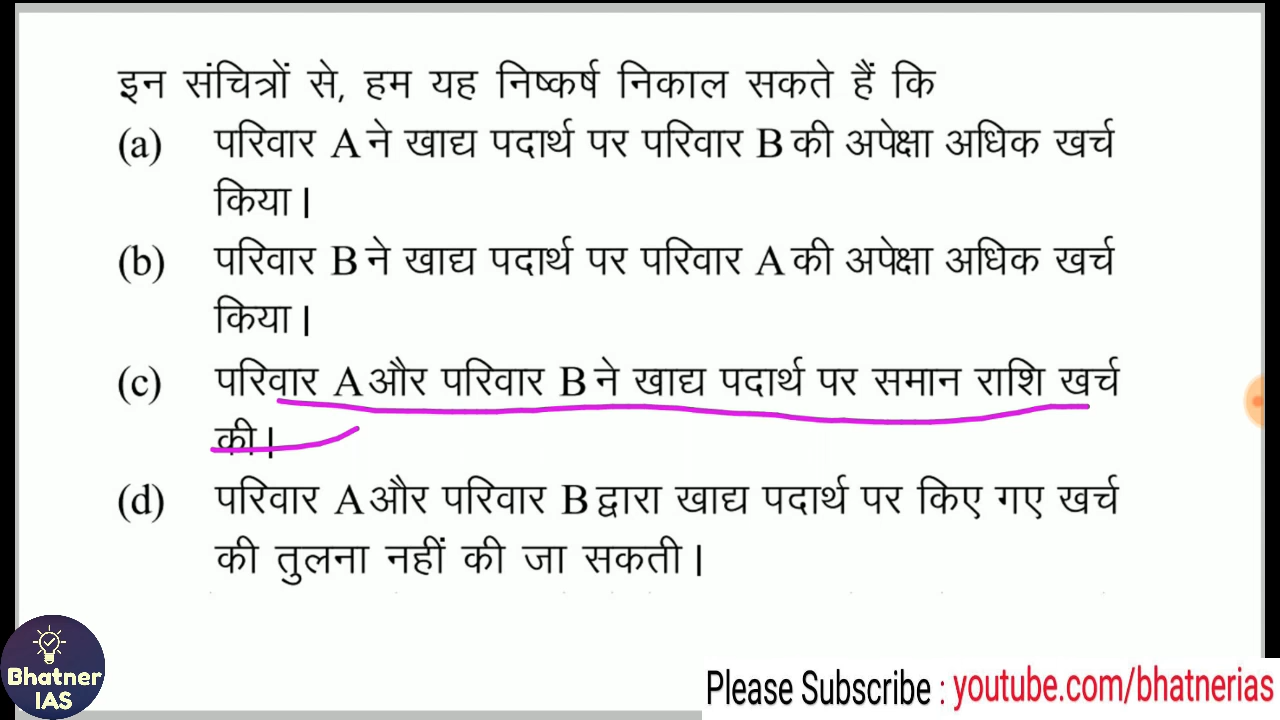 इन संचित्रों से, हम यह निष्कर्ष निकाल सकते हैं कि
(a) परिवार A ने खाद्य पदार्थ पर परिवार B की अपेक्षा अधिक खर्च
किया।
(b) परिवार B ने खाद्य पदार्थ पर परिवार A की अपेक्षा अधिक खर्च
किया।
(c) परिवार A और परिवार B ने खाद्य पदार्थ पर समान राशि खर्च
की।
(d) परिवार A और परिवार B द्वारा खाद्य पदार्थ पर किए गए खर्च
की तुलना नहीं की जा सकती।
Bhatner
IAS
Please Subscribe : youtube.com/bhatnerias